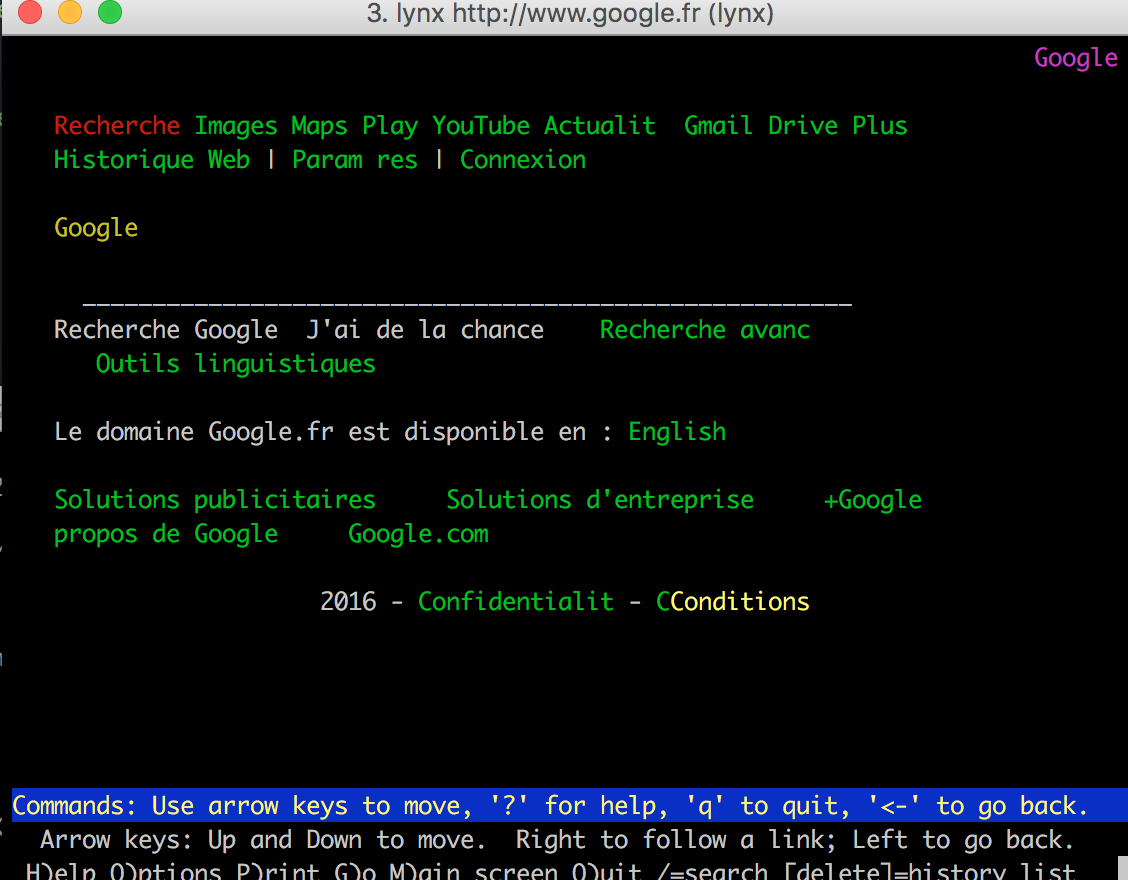 3. lynx http://www.google.fr (lynx)
Google
Recherche Images Maps Play YouTube Actualit  Gmail Drive Plus
Historique Web | Param res | Connexion
Google
_______________________________________________________
Recherche Google  J'ai de la chance    Recherche avanc
Outils linguistiques
Le domaine Google.fr est disponible en : English
Solutions publicitaires     Solutions d'entreprise     +Google
propos de Google     Google.com
2016 - Confidentialit - CConditions
Commands: Use arrow keys to move, '?' for help, 'q' to quit, '<-' to go back.
Arrow keys: Up and Down to move.  Right to follow a link; Left to go back.
H)elp O)ptions P)rint G)o M)ain screen Q)uit /=search [delete]=history list